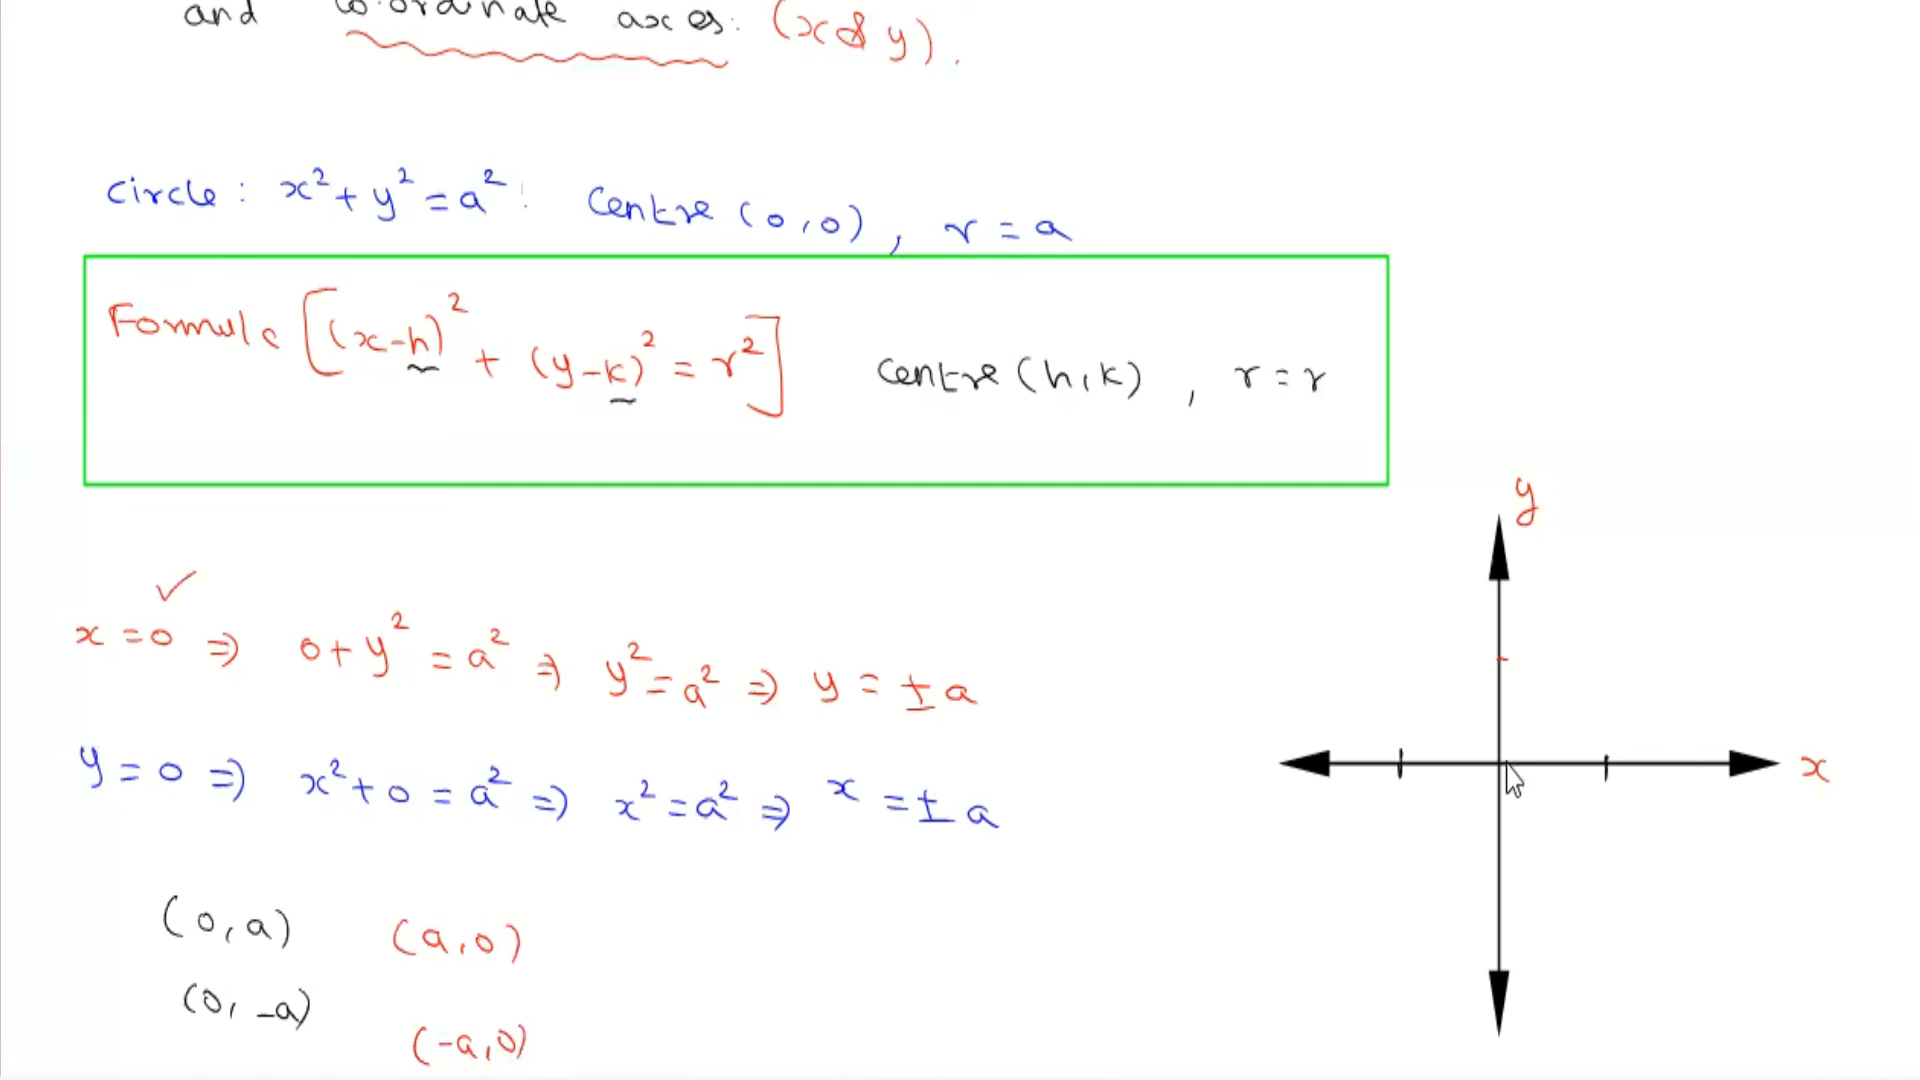 and co.ordinate axes: (x & y).
circle: x² + y² = a²: Centre (0,0), r = a
Formula [(x-h)² + (y-k)² = r²] Centre (h,k), r = r
x = 0 ⇒ 0 + y² = a² ⇒ y² = a² ⇒ y = ± a
y = 0 ⇒ x² + 0 = a² ⇒ x² = a² ⇒ x = ± a
(0, a) (a, 0)
(0, -a) (-a, 0)
y
x